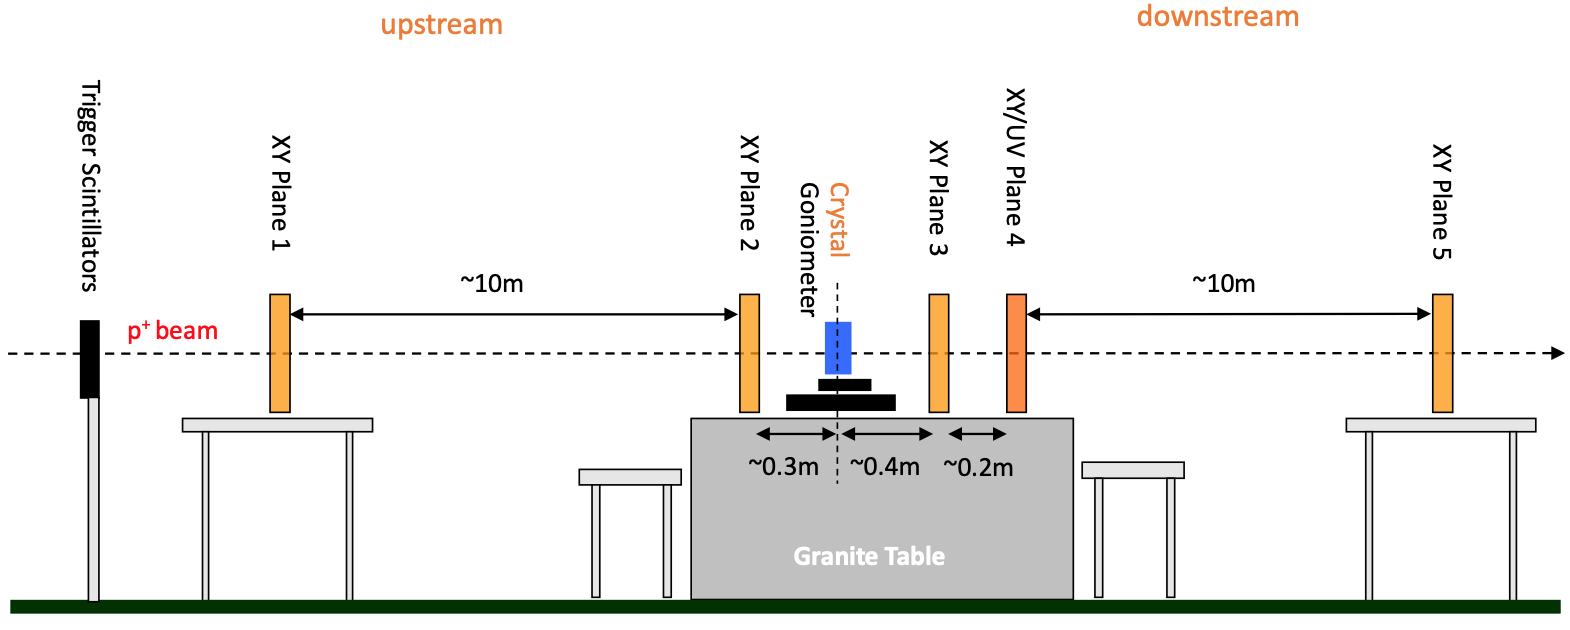 upstream
downstream
Trigger Scintillators
XY Plane 1
XY Plane 2
Goniometer
Crystal
XY Plane 3
XY/UV Plane 4
XY Plane 5
~10m
~10m
p+ beam
~0.3m
~0.4m
~0.2m
Granite Table